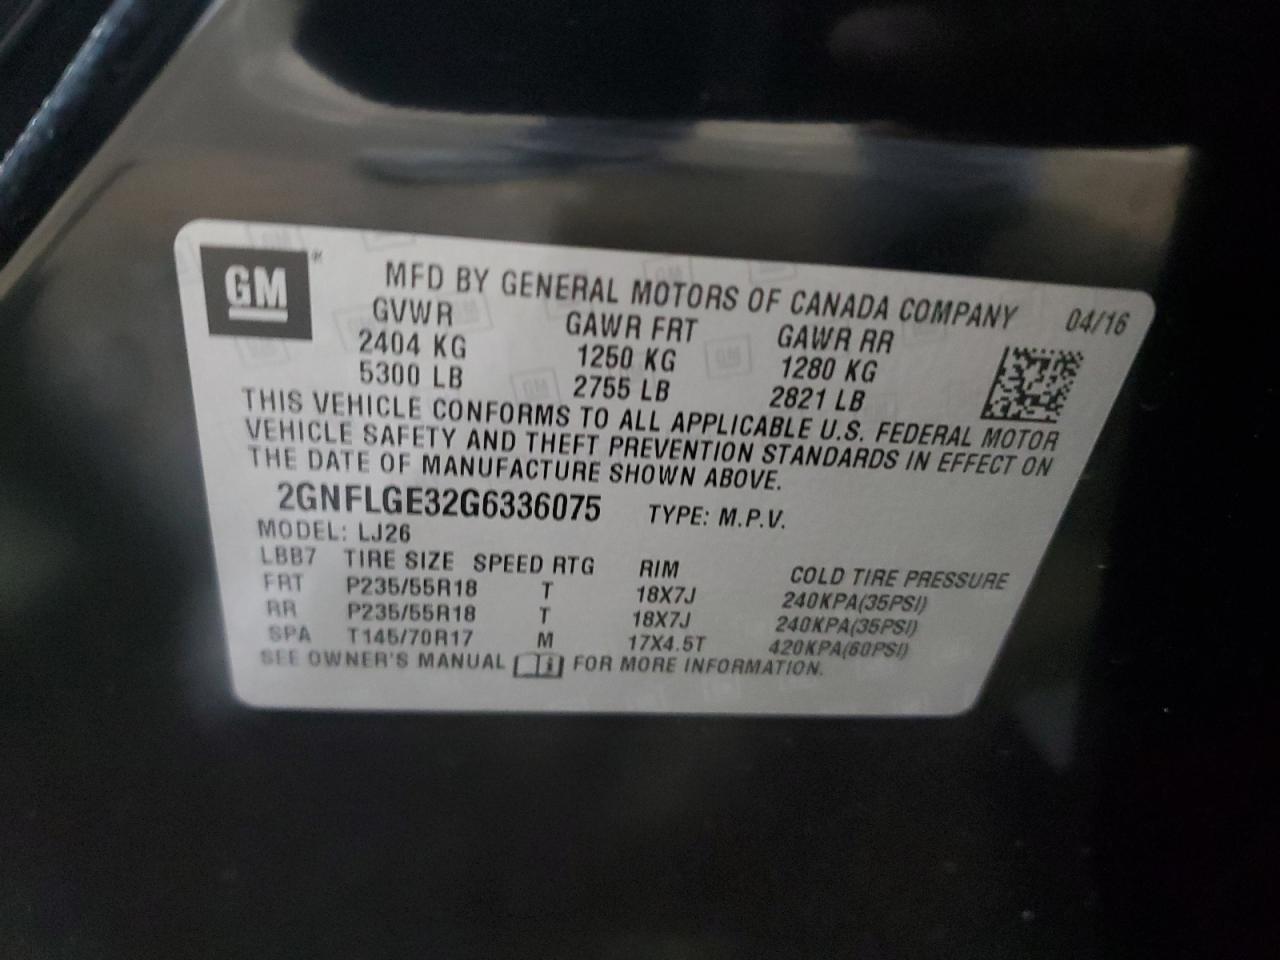 GM
MFD BY GENERAL MOTORS OF CANADA COMPANY 04/16
GVWR GAWR FRT GAWR RR
2404 KG 1250 KG 1280 KG
5300 LB 2755 LB 2821 LB
THIS VEHICLE CONFORMS TO ALL APPLICABLE U.S. FEDERAL MOTOR
VEHICLE SAFETY AND THEFT PREVENTION STANDARDS IN EFFECT ON
THE DATE OF MANUFACTURE SHOWN ABOVE.
2GNFLGE32G6336075 TYPE: M.P.V.
MODEL: LJ26
LBB7 TIRE SIZE SPEED RTG RIM COLD TIRE PRESSURE
FRT P235/55R18 T 18X7J 240KPA(35PSI)
RR P235/55R18 T 18X7J 240KPA(35PSI)
SPA T145/70R17 M 17X4.5T 420KPA(60PSI)
SEE OWNER'S MANUAL i FOR MORE INFORMATION.